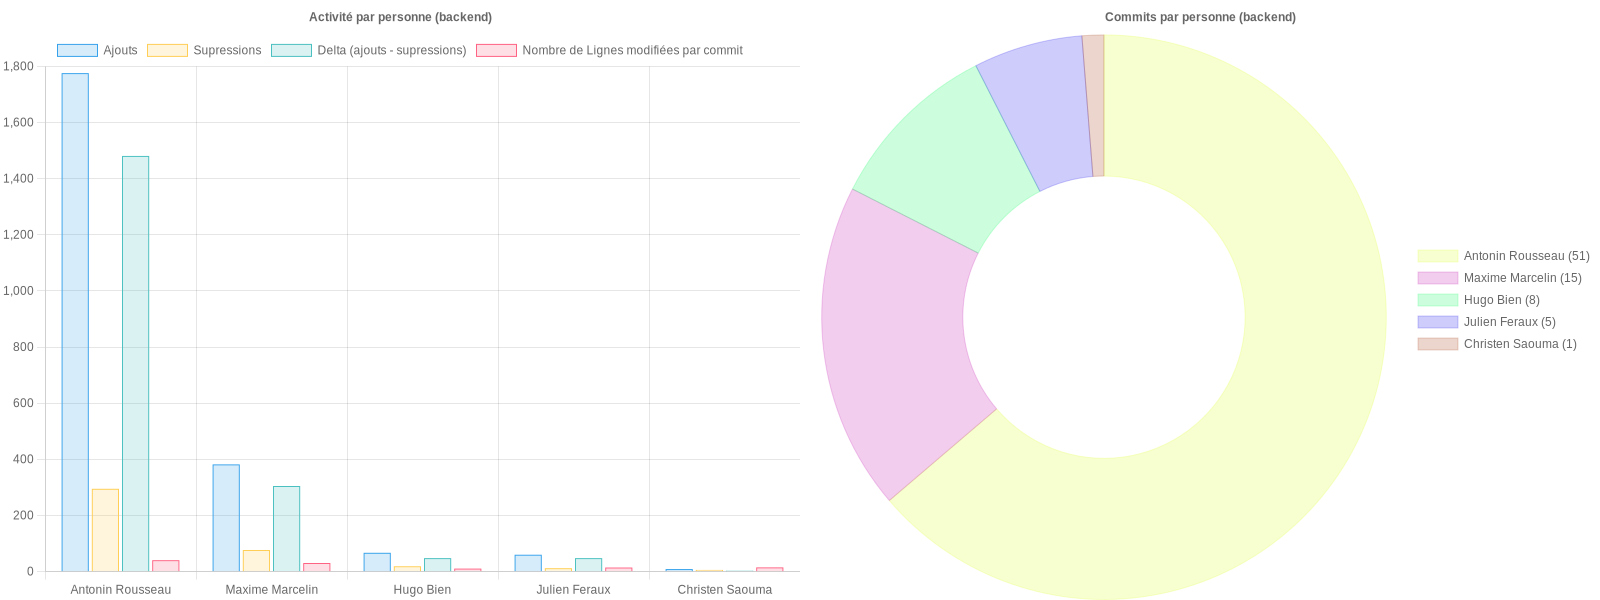 Activité par personne (backend)
Ajouts
Supressions
Delta (ajouts - supressions)
Nombre de Lignes modifiées par commit
1,800
1,600
1,400
1,200
1,000
800
600
400
200
0
Antonin Rousseau
Maxime Marcelin
Hugo Bien
Julien Feraux
Christen Saouma
Commits par personne (backend)
Antonin Rousseau (51)
Maxime Marcelin (15)
Hugo Bien (8)
Julien Feraux (5)
Christen Saouma (1)